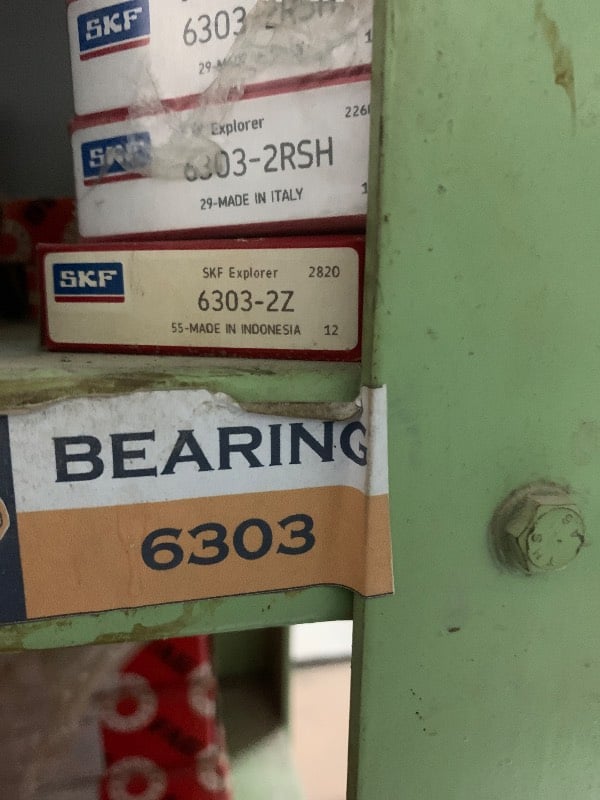 SKF
6303-2RSH
SKF
Explorer
6303-2RSH
29-MADE IN ITALY
SKF
SKF Explorer 2820
6303-2Z
55-MADE IN INDONESIA 12
BEARING
6303